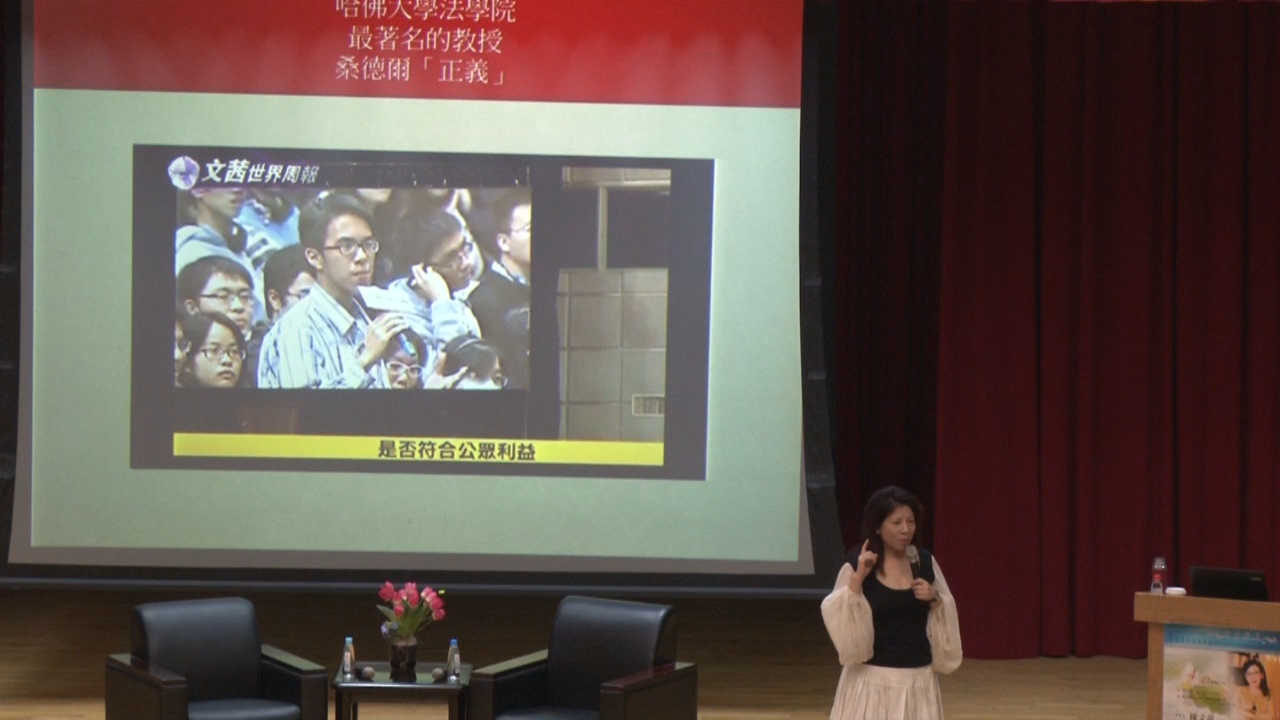 哈佛大學法學院
最著名的教授
桑德爾「正義」
文茜世界周報
是否符合公眾利益